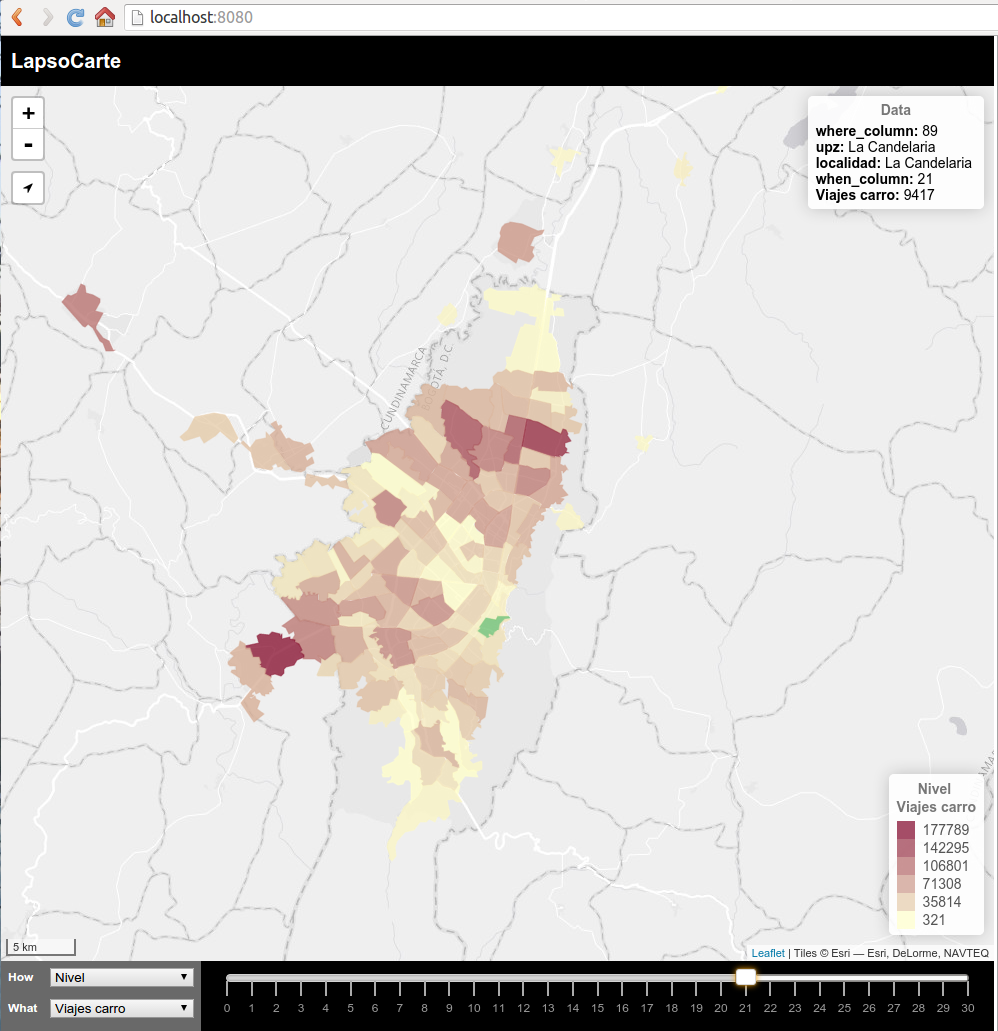 localhost:8080
LapsoCarte
+
-
Data
where_column: 89
upz: La Candelaria
localidad: La Candelaria
when_column: 21
Viajes carro: 9417
CUNDINAMARCA
BOGOTÁ, D.C.
Nivel
Viajes carro
177789
142295
106801
71308
35814
321
5 km
Leaflet | Tiles © Esri — Esri, DeLorme, NAVTEQ
How
Nivel
What
Viajes carro
0 1 2 3 4 5 6 7 8 9 10 11 12 13 14 15 16 17 18 19 20 21 22 23 24 25 26 27 28 29 30